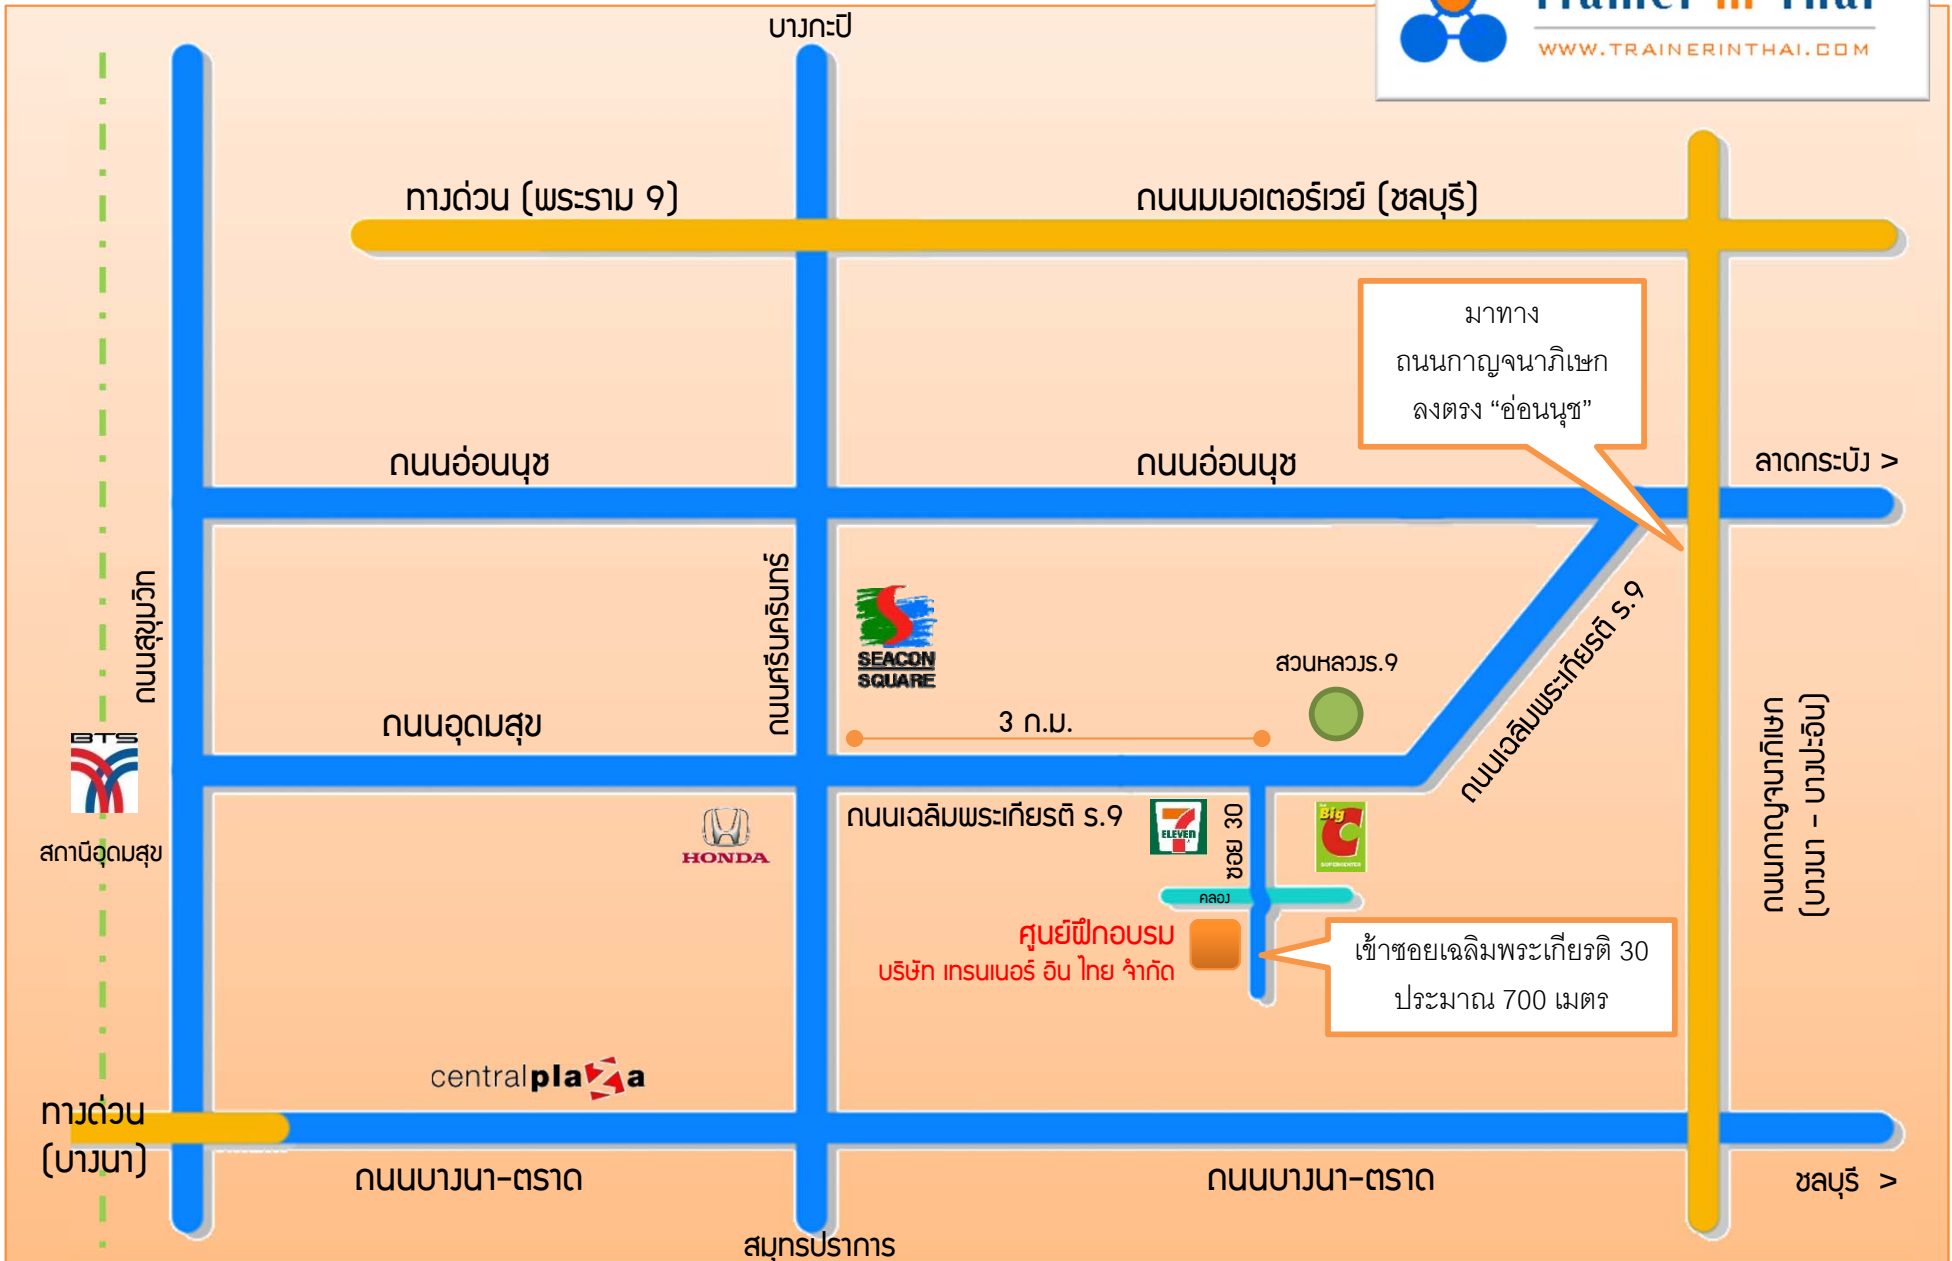 บางกะปิ
Trainer in Thai
WWW.TRAINERINTHAI.COM
ทางด่วน (พระราม 9)
ถนนมมอเตอร์เวย์ (ชลบุรี)
มาทาง
ถนนกาญจนาภิเษก
ลงตรง “อ่อนนุช”
ถนนอ่อนนุช
ถนนอ่อนนุช
ลาดกระบัง >
ถนนสุขุมวิท
ถนนศรีนครินทร์
SEACON
SQUARE
สวนหลวงร.9
ถนนเฉลิมพระเกียรติ ร.9
ถนนอุดมสุข
3 ก.ม.
ถนนกาญจนาภิเษก
(บางนา - บางปะอิน)
BTS
สถานีอุดมสุข
HONDA
ถนนเฉลิมพระเกียรติ ร.9
7
ELEVEN
ซอย 30
Big
C
SUPERCENTER
คลอง
ศูนย์ฝึกอบรม
บริษัท เทรนเนอร์ อิน ไทย จำกัด
เข้าซอยเฉลิมพระเกียรติ 30
ประมาณ 700 เมตร
centralplaza
ทางด่วน
(บางนา)
ถนนบางนา-ตราด
ถนนบางนา-ตราด
ชลบุรี >
สมุทรปราการ